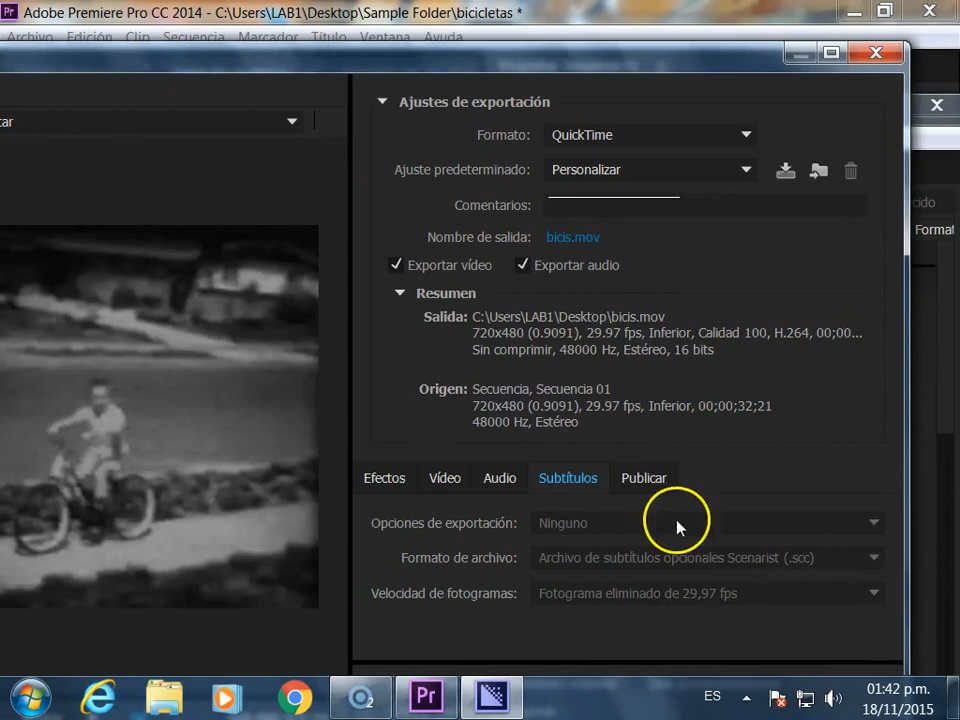 Adobe Premiere Pro CC 2014 - C:\Users\LAB1\Desktop\Sample Folder\bicicletas *
Archivo Edición Clip Secuencia Marcador Título Ventana Ayuda
tar
Ajustes de exportación
Formato: QuickTime
Ajuste predeterminado: Personalizar
Comentarios:
Nombre de salida: bicis.mov
Exportar vídeo Exportar audio
Resumen
Salida: C:\Users\LAB1\Desktop\bicis.mov
720x480 (0.9091), 29.97 fps, Inferior, Calidad 100, H.264, 00;00...
Sin comprimir, 48000 Hz, Estéreo, 16 bits
Origen: Secuencia, Secuencia 01
720x480 (0.9091), 29.97 fps, Inferior, 00;00;32;21
48000 Hz, Estéreo
Efectos Vídeo Audio Subtítulos Publicar
Opciones de exportación: Ninguno
Formato de archivo: Archivo de subtítulos opcionales Scenarist (.scc)
Velocidad de fotogramas: Fotograma eliminado de 29,97 fps
cido
Format
Pr
ES
01:42 p.m.
18/11/2015